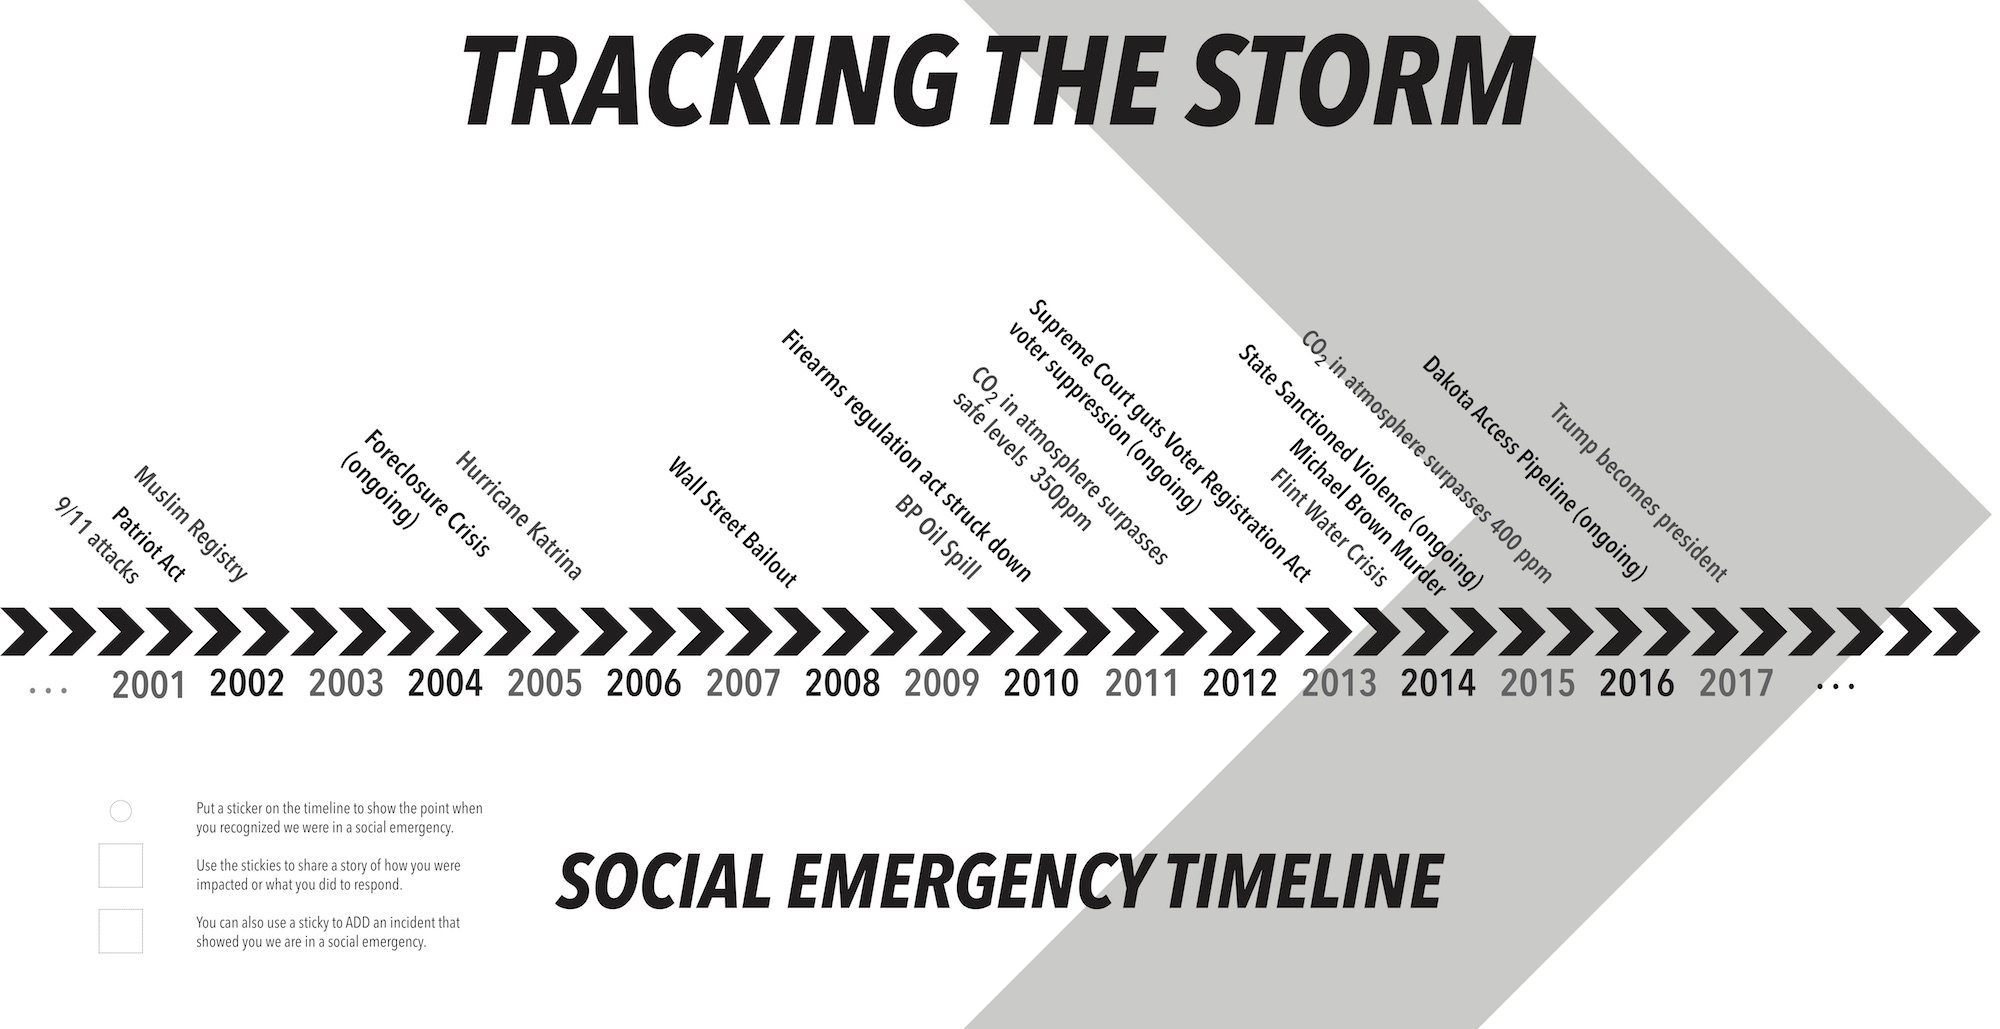 TRACKING THE STORM
9/11 attacks
Patriot Act
Muslim Registry
Foreclosure Crisis
(ongoing)
Hurricane Katrina
Wall Street Bailout
BP Oil Spill
Firearms regulation act struck down
CO2 in atmosphere surpasses
safe levels 350ppm
Supreme Court guts Voter Registration Act
voter suppression (ongoing)
Flint Water Crisis
Michael Brown Murder
State Sanctioned Violence (ongoing)
CO2 in atmosphere surpasses 400 ppm
Dakota Access Pipeline (ongoing)
Trump becomes president
... 2001 2002 2003 2004 2005 2006 2007 2008 2009 2010 2011 2012 2013 2014 2015 2016 2017 ...
Put a sticker on the timeline to show the point when
you recognized we were in a social emergency.
Use the stickies to share a story of how you were
impacted or what you did to respond.
You can also use a sticky to ADD an incident that
showed you we are in a social emergency.
SOCIAL EMERGENCY TIMELINE